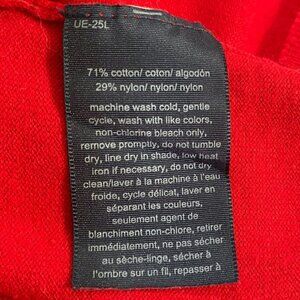 UE-25L
71% cotton/ coton/ algodón
29% nylon/ nylon/ nylon
machine wash cold, gentle
cycle, wash with like colors,
non-chlorine bleach only,
remove promptly, do not tumble
dry, line dry in shade, low heat
iron if necessary, do not dry
clean/laver à la machine à l'eau
froide, cycle délicat, laver en
séparant les couleurs,
seulement agent de
blanchiment non-chlore, retirer
immédiatement, ne pas sécher
au sèche-linge, sécher à
l'ombre sur un fil, repasser à